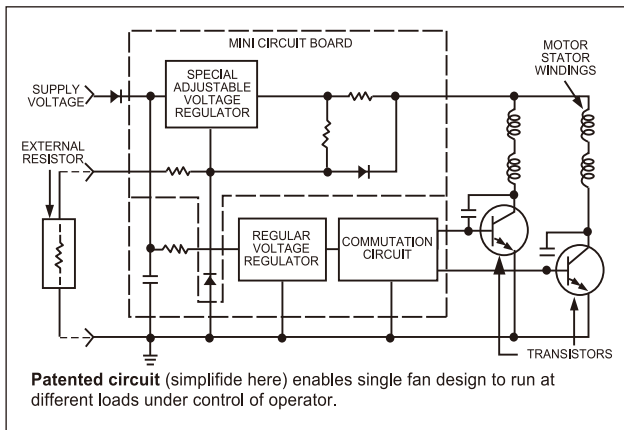 MINI CIRCUIT BOARD
MOTOR
STATOR
WINDINGS
SUPPLY
VOLTAGE
SPECIAL
ADJUSTABLE
VOLTAGE
REGULATOR
EXTERNAL
RESISTOR
REGULAR
VOLTAGE
REGULATOR
COMMUTATION
CIRCUIT
TRANSISTORS
Patented circuit (simplifide here) enables single fan design to run at
different loads under control of operator.